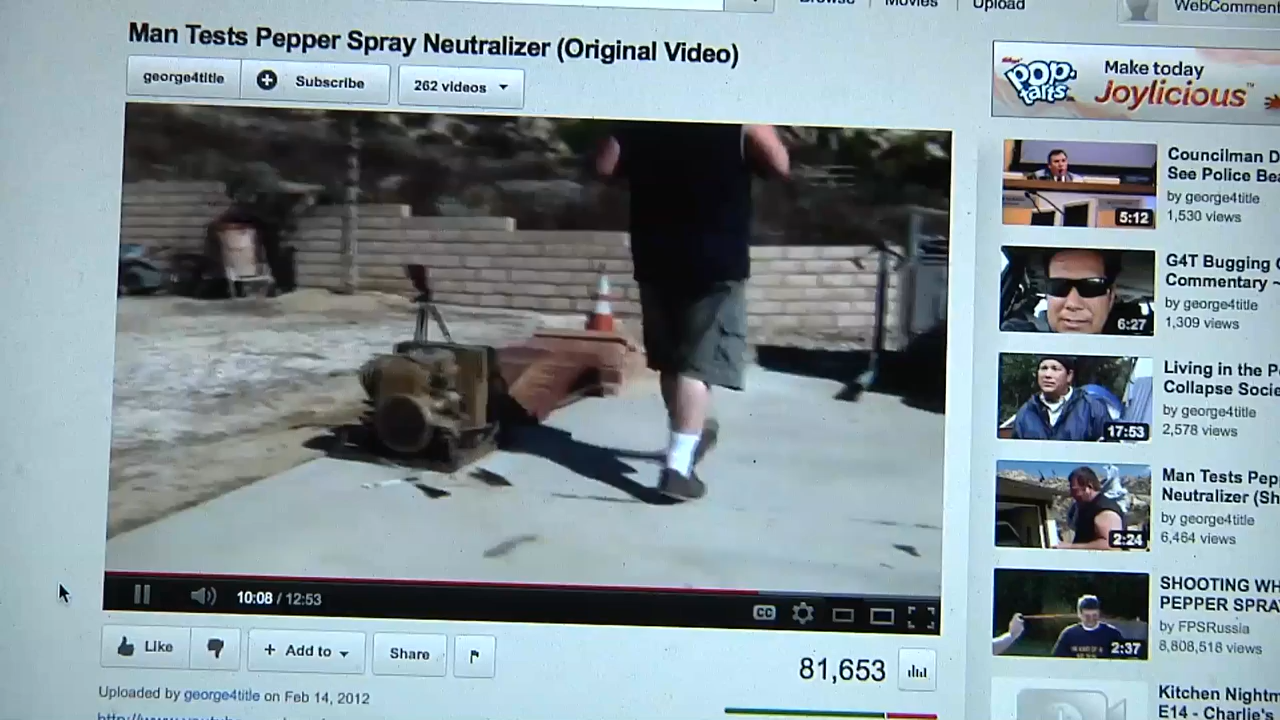 Browse | Movies | Upload
WebComment
Man Tests Pepper Spray Neutralizer (Original Video)
george4title
+ Subscribe
262 videos
10:08 / 12:53
CC
Like
+ Add to
Share
81,653
Uploaded by george4title on Feb 14, 2012
Kellogg's
pop. tarts
Make today
Joylicious™
Councilman D
See Police Bea
by george4title
1,530 views
5:12
G4T Bugging
Commentary ~
by george4title
1,309 views
6:27
Living in the P
Collapse Socie
by george4title
2,578 views
17:53
Man Tests Pep
Neutralizer (Sh
by george4title
6,464 views
2:24
SHOOTING WH
PEPPER SPRA
by FPSRussia
8,808,518 views
2:37
Kitchen Nightm
E14 - Charlie's